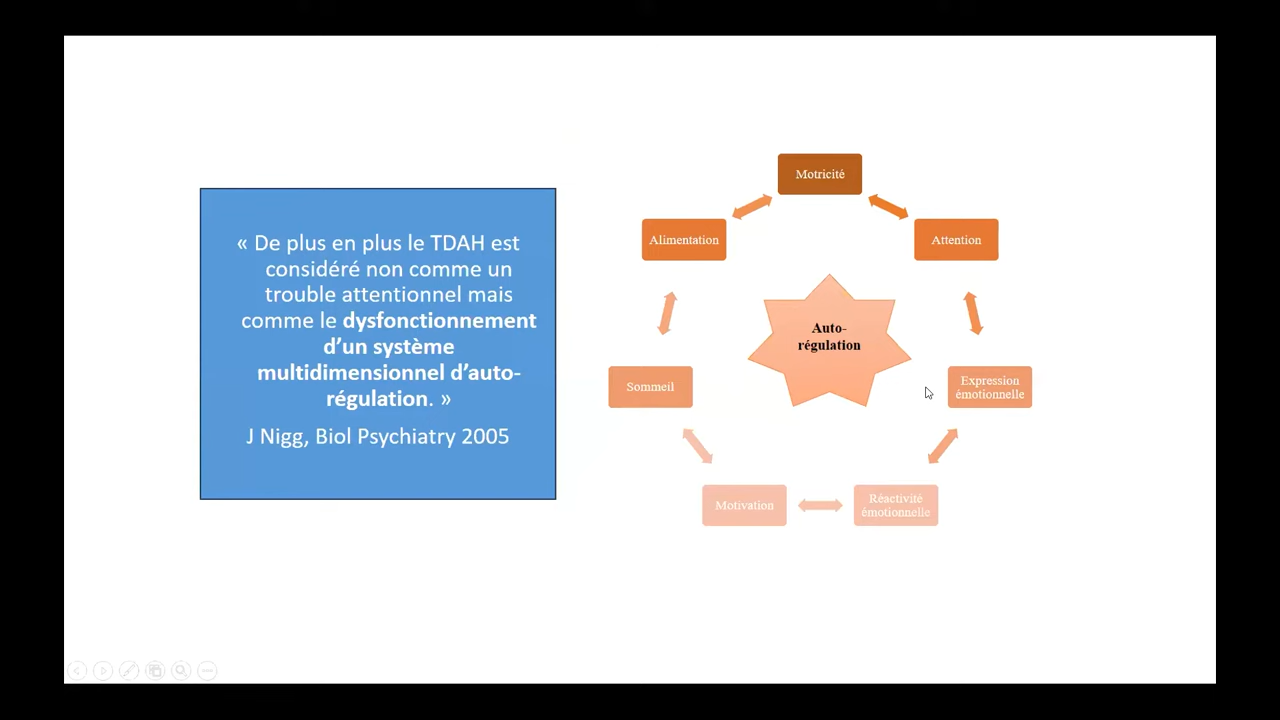 « De plus en plus le TDAH est
considéré non comme un
trouble attentionnel mais
comme le dysfonctionnement
d’un système
multidimensionnel d’auto-
régulation. »
J Nigg, Biol Psychiatry 2005
Motricité
Alimentation
Attention
Auto-
régulation
Sommeil
Expression
émotionnelle
Motivation
Réactivité
émotionnelle